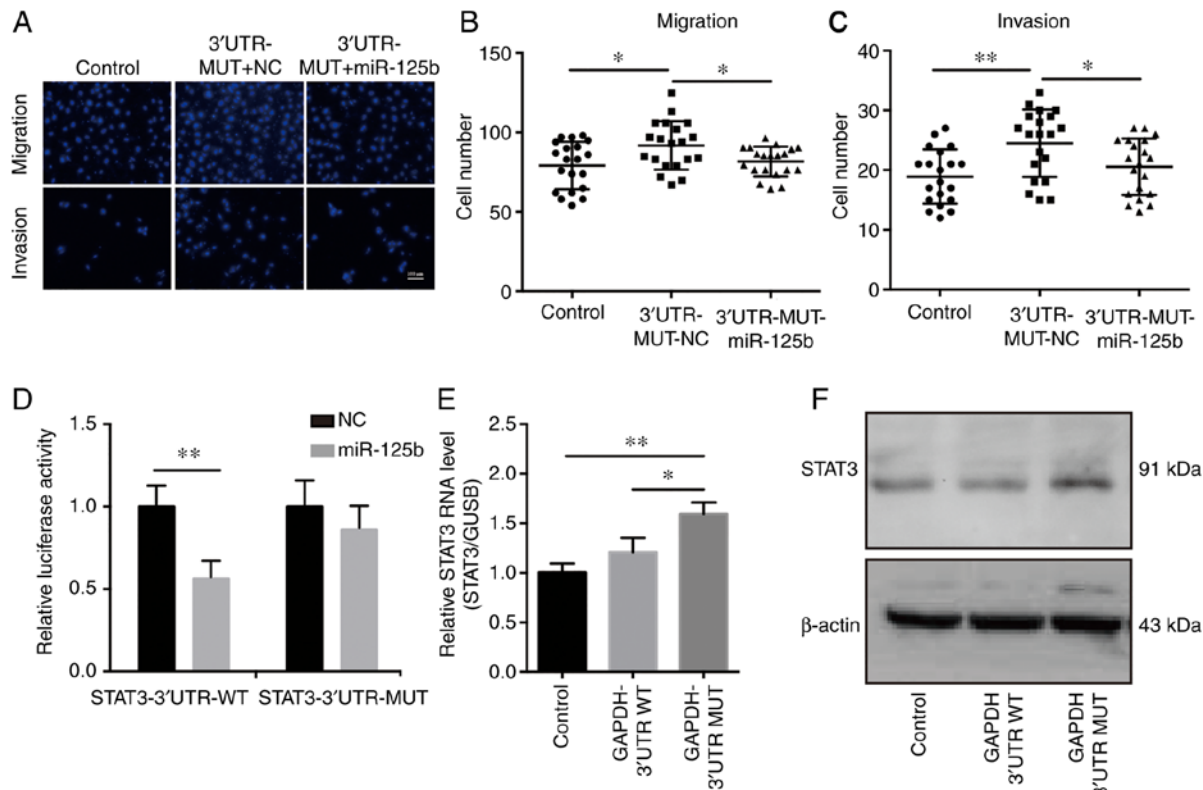 A
Control
3′UTR-
MUT+NC
3′UTR-
MUT+miR-125b
Migration
Invasion
B
Migration
Cell number
150
100
50
0
*
*
Control
3′UTR-
MUT-NC
3′UTR-MUT-
miR-125b
C
Invasion
Cell number
40
30
20
10
0
**
*
Control
3′UTR-
MUT-NC
3′UTR-MUT-
miR-125b
D
Relative luciferase activity
1.5
1.0
0.5
0.0
NC
miR-125b
**
STAT3-3′UTR-WT
STAT3-3′UTR-MUT
E
Relative STAT3 RNA level
(STAT3/GUSB)
2.5
2.0
1.5
1.0
0.5
0.0
**
*
Control
GAPDH-
3′UTR WT
GAPDH-
3′UTR MUT
F
STAT3
91 kDa
β-actin
43 kDa
Control
GAPDH
3′UTR WT
GAPDH
3′UTR MUT